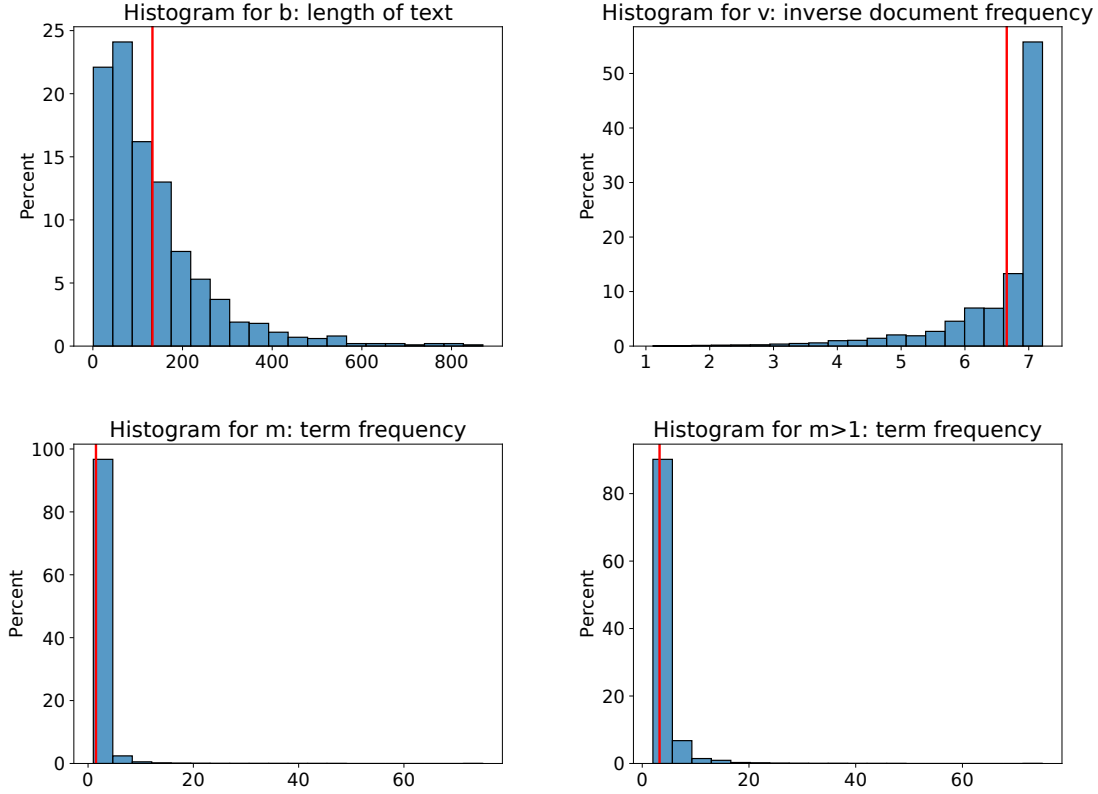 Histogram for b: length of text
Percent
25
20
15
10
5
0
0 200 400 600 800
Histogram for v: inverse document frequency
Percent
50
40
30
20
10
0
1 2 3 4 5 6 7
Histogram for m: term frequency
Percent
100
80
60
40
20
0
0 20 40 60
Histogram for m>1: term frequency
Percent
80
60
40
20
0
0 20 40 60